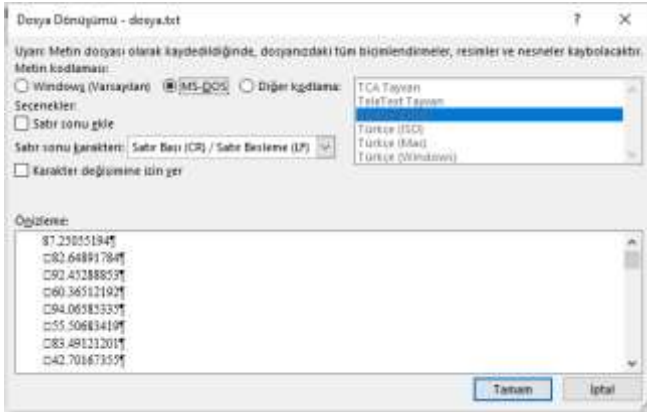 Dosya Dönüşümü - dosya.txt ? ×
Uyarı: Metin dosyası olarak kaydedildiğinde, dosyanızdaki tüm biçimlendirmeler, resimler ve nesneler kaybolacaktır.
Metin kodlaması:
Windows (Varsayılan) MS-DOS Diğer kodlama:
TCA Tayvan
TeleText Tayvan
Türkçe (ISO)
Türkçe (Mac)
Türkçe (Windows)
Seçenekler:
Satır sonu ekle
Satır sonu karakteri: Satır Başı (CR) / Satır Besleme (LF)
Karakter değişimine izin ver
Önizleme:
87.25055194¶
□82.64891784¶
□92.45288853¶
□60.36512192¶
□94.06585335¶
□55.50683419¶
□83.49121201¶
□42.70167355¶
Tamam İptal